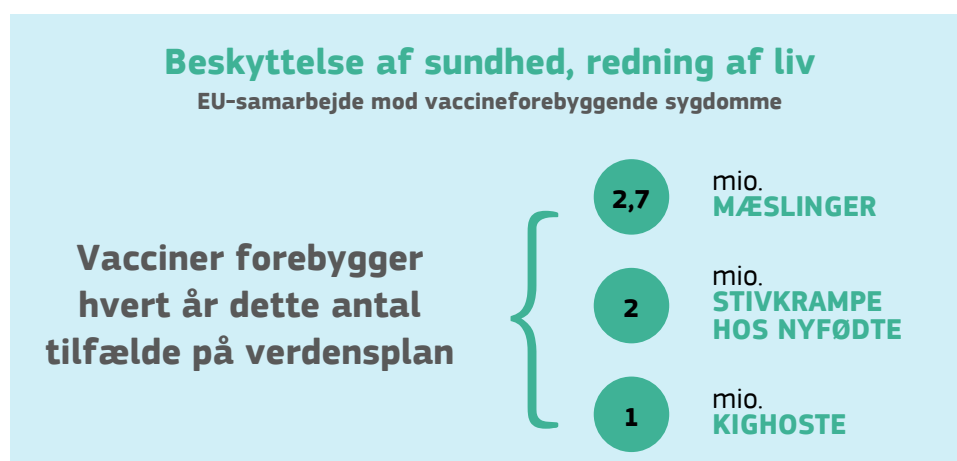 Beskyttelse af sundhed, redning af liv
EU-samarbejde mod vaccineforebyggende sygdomme
Vacciner forebygger
hvert år dette antal
tilfælde på verdensplan
2,7
mio.
MÆSLINGER
2
mio.
STIVKRAMPE
HOS NYFØDTE
1
mio.
KIGHOSTE